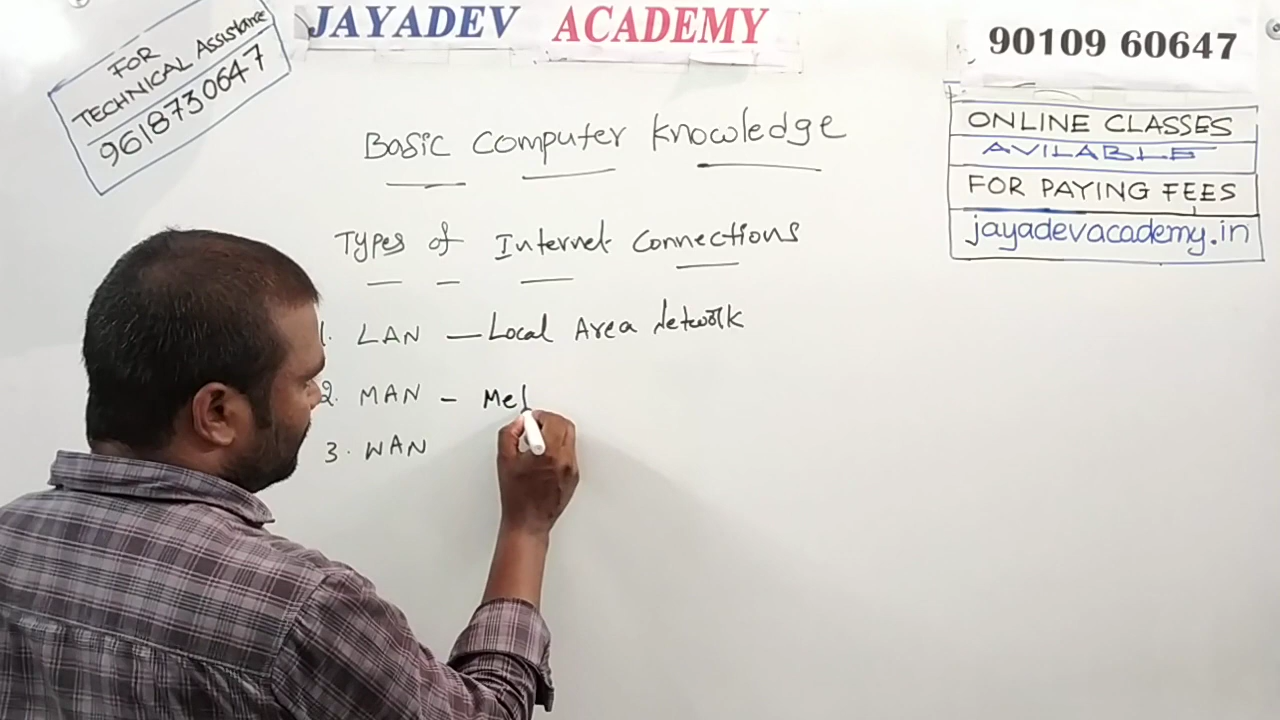 FOR
TECHNICAL Assistance
9618730647
JAYADEV ACADEMY
90109 60647
ONLINE CLASSES
AVILABLE
FOR PAYING FEES
jayadevacademy.in
Basic Computer Knowledge
Types of Internet Connections
1. LAN — Local Area Network
2. MAN - Met
3. WAN